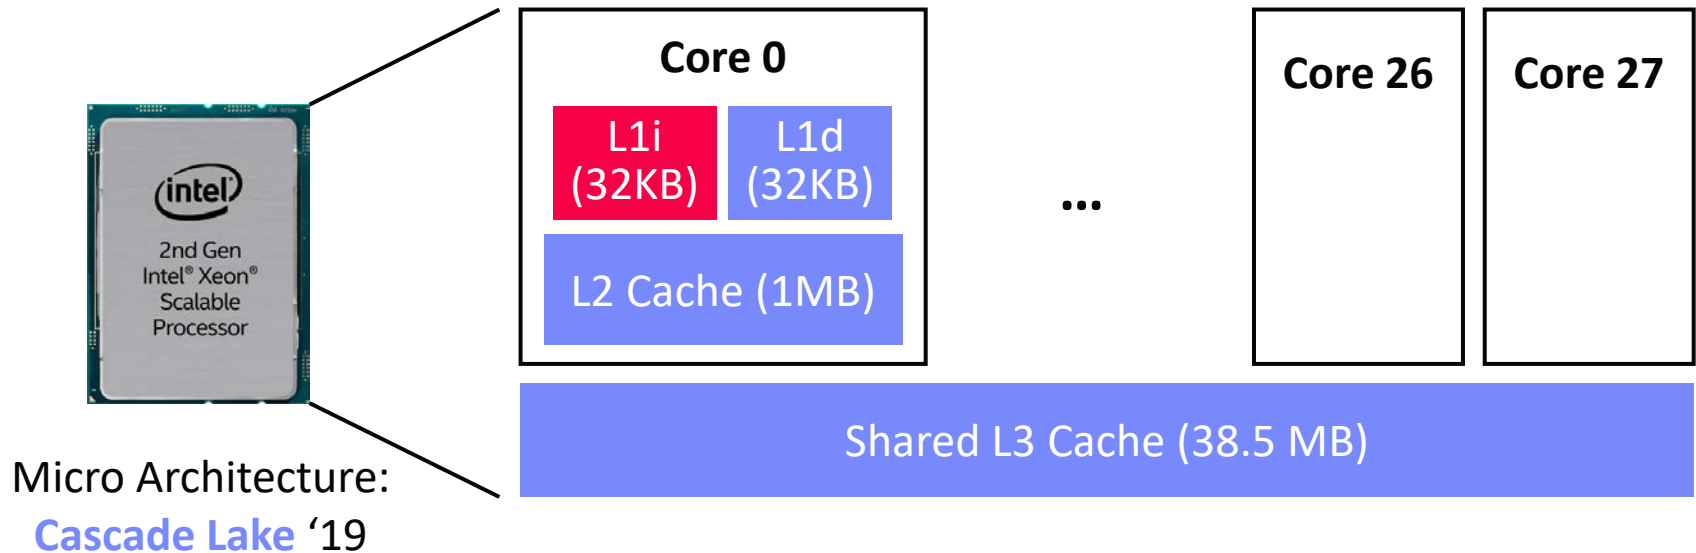 intel
2nd Gen
Intel® Xeon®
Scalable
Processor
Micro Architecture:
Cascade Lake ‘19
Core 0
L1i
(32KB)
L1d
(32KB)
L2 Cache (1MB)
...
Core 26
Core 27
Shared L3 Cache (38.5 MB)